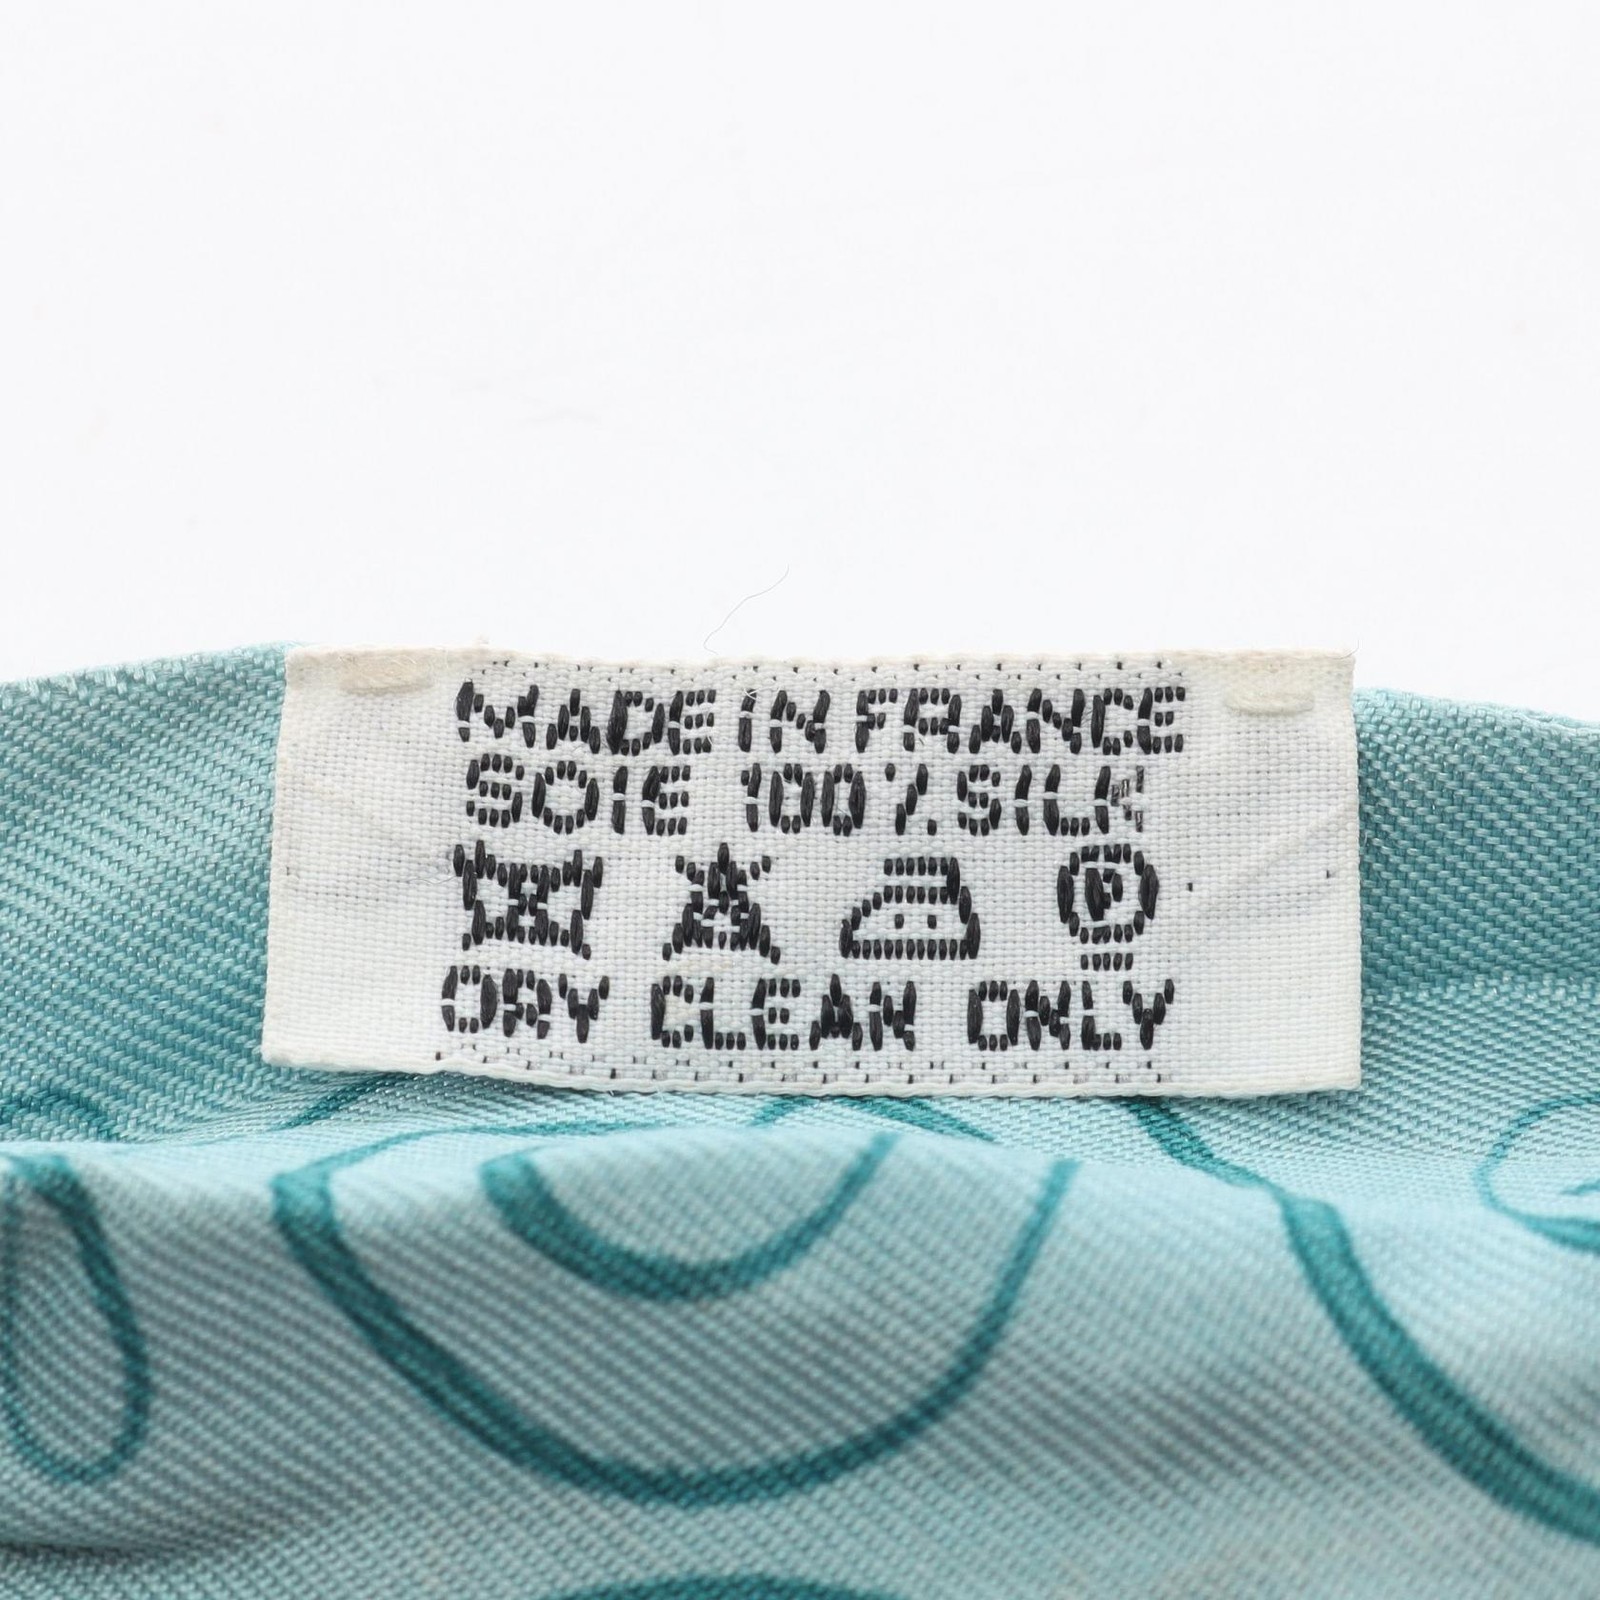 MADE IN FRANCE
SOIE 100% SILK
P
DRY CLEAN ONLY